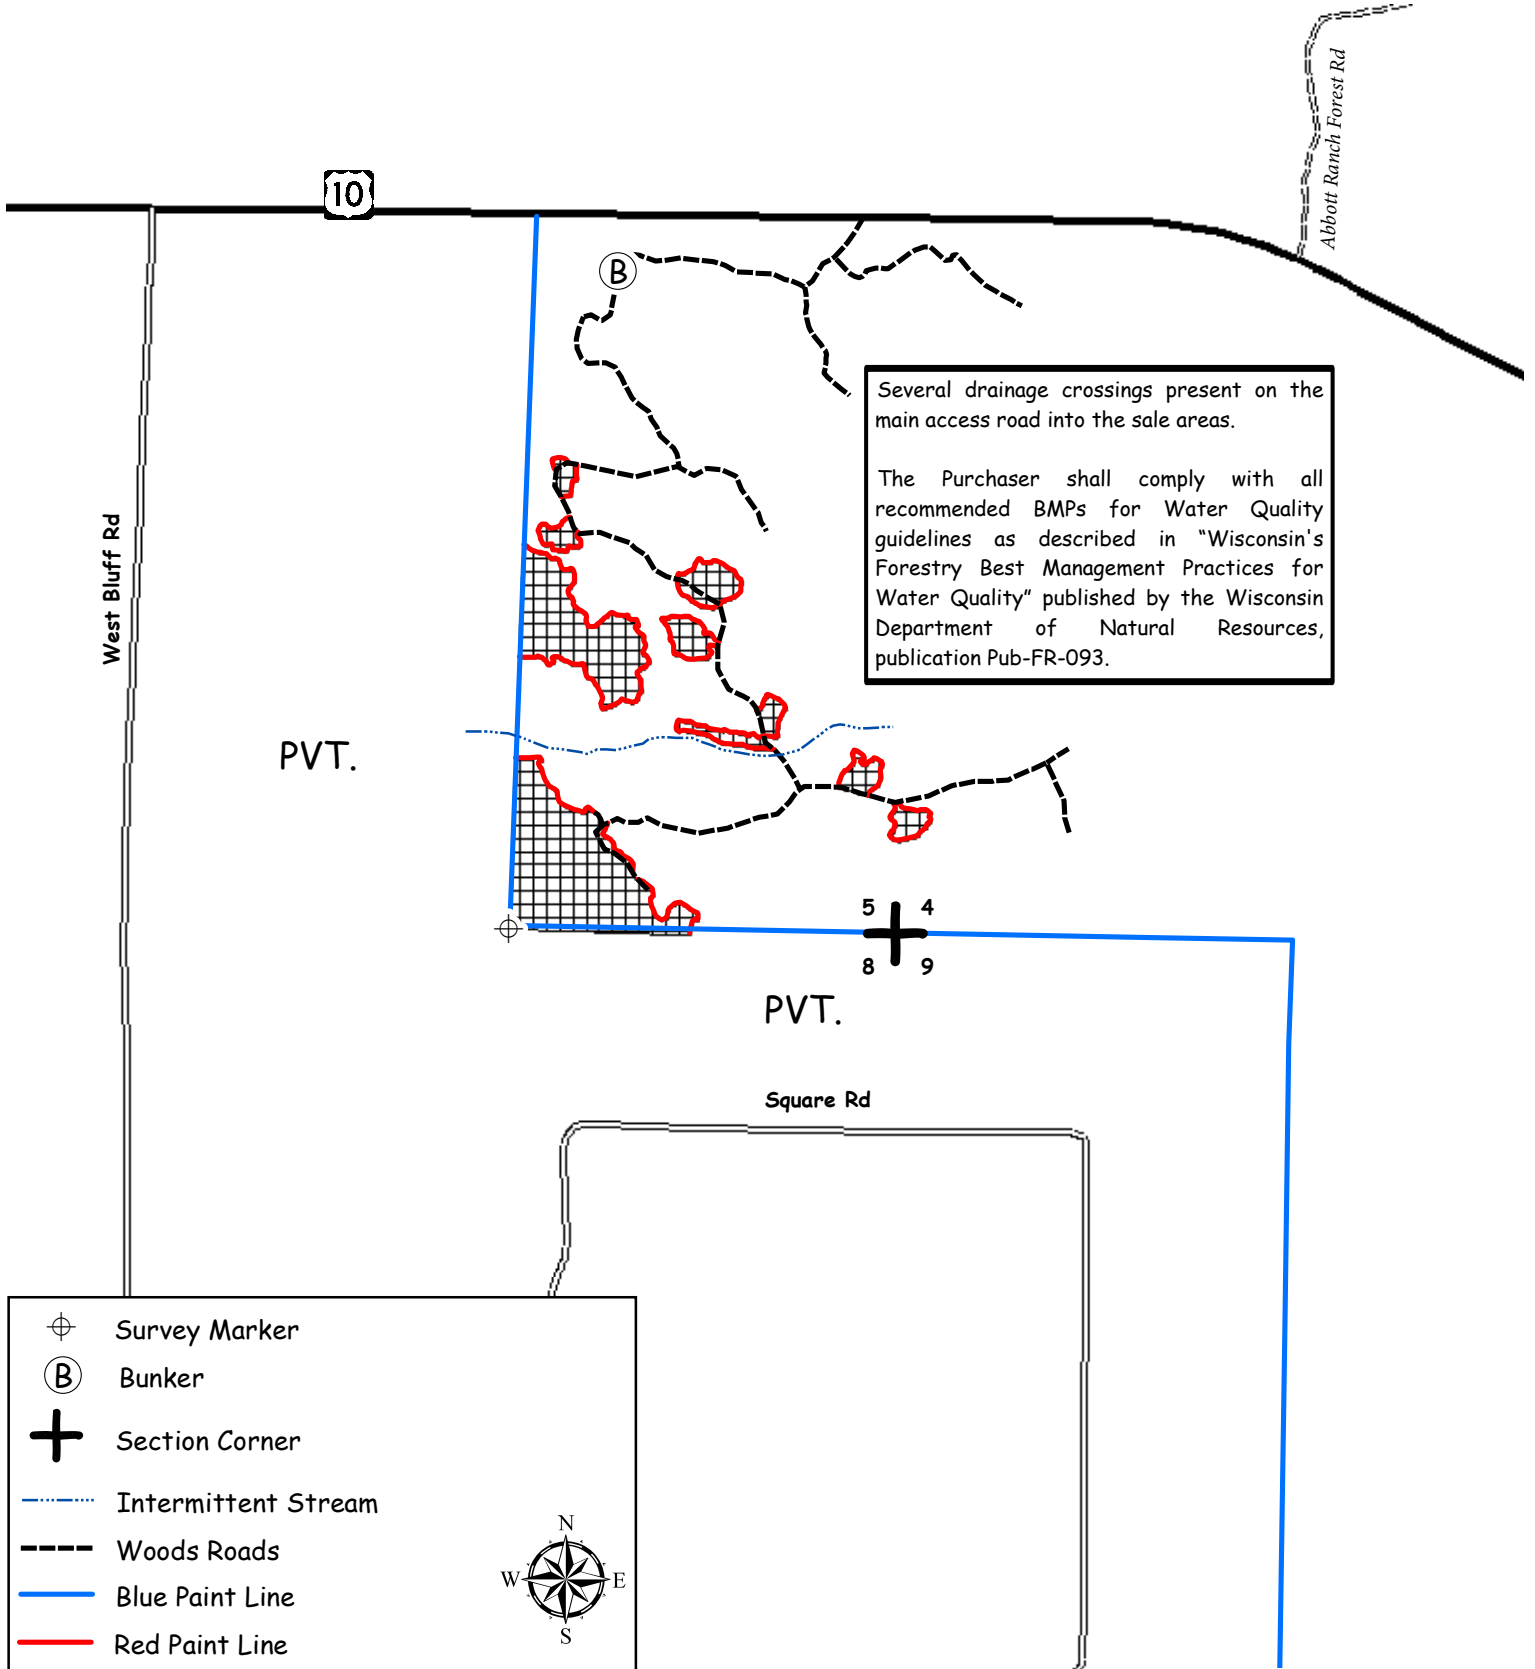 Abbott Ranch Forest Rd
10
B
Several drainage crossings present on the
main access road into the sale areas.
The Purchaser shall comply with all
recommended BMPs for Water Quality
guidelines as described in “Wisconsin's
Forestry Best Management Practices for
Water Quality” published by the Wisconsin
Department of Natural Resources,
publication Pub-FR-093.
West Bluff Rd
PVT.
5 4
8 9
PVT.
Square Rd
Survey Marker
B Bunker
Section Corner
Intermittent Stream
Woods Roads
Blue Paint Line
Red Paint Line
N
W E
S